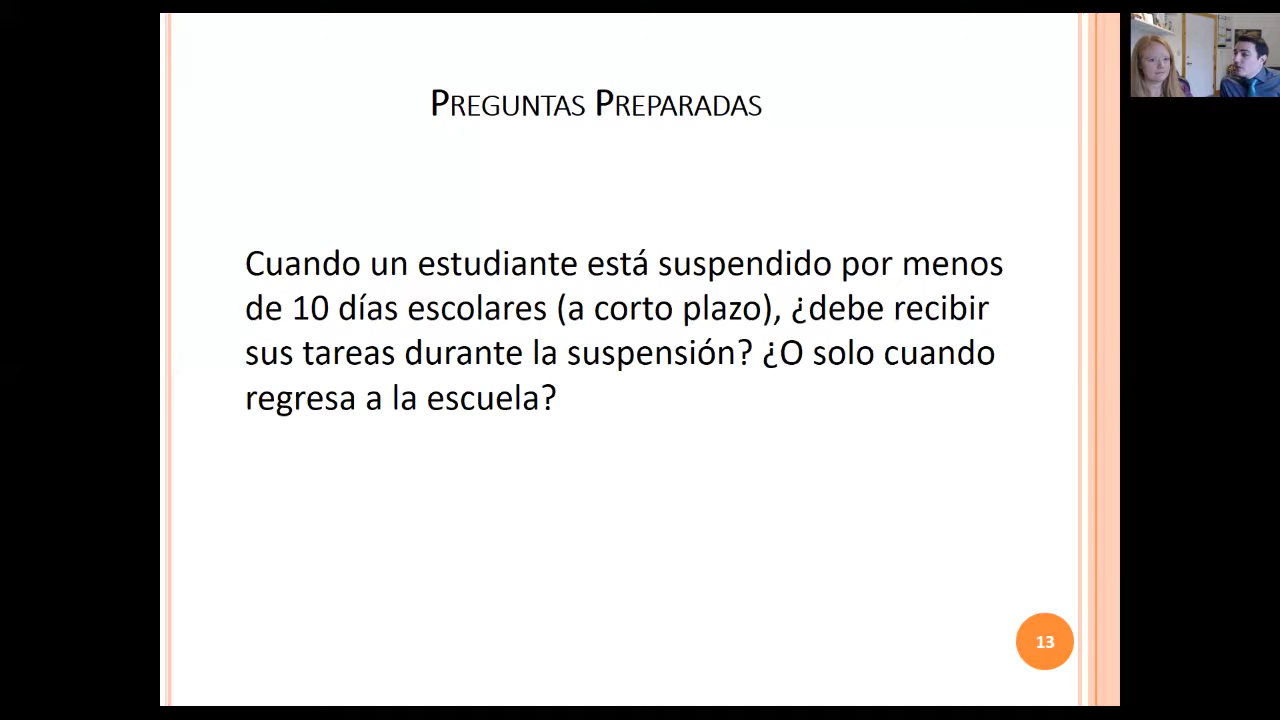 Preguntas Preparadas
Cuando un estudiante está suspendido por menos
de 10 días escolares (a corto plazo), ¿debe recibir
sus tareas durante la suspensión? ¿O solo cuando
regresa a la escuela?
13